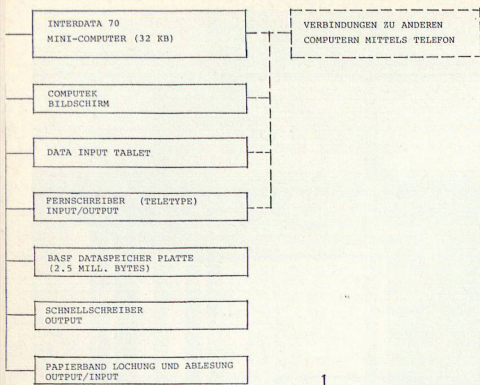 INTERDATA 70
MINI-COMPUTER (32 KB)
VERBINDUNGEN ZU ANDEREN
COMPUTERN MITTELS TELEFON
COMPUTEK
BILDSCHIRM
DATA INPUT TABLET
FERNSCHREIBER (TELETYPE)
INPUT/OUTPUT
BASF DATASPEICHER PLATTE
(2.5 MILL. BYTES)
SCHNELLSCHREIBER
OUTPUT
PAPIERBAND LOCHUNG UND ABLESUNG
OUTPUT/INPUT
1